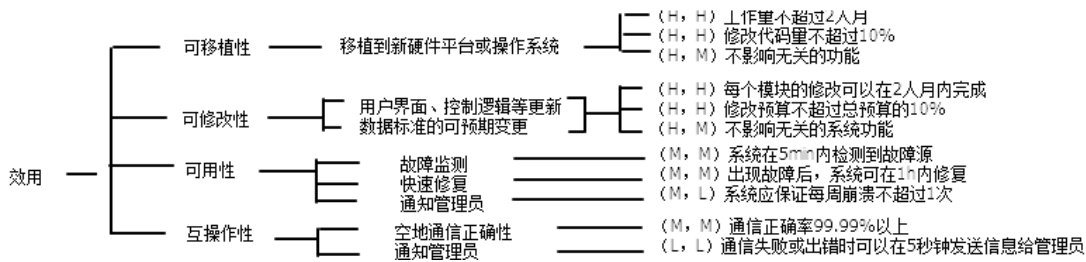 效用
可移植性
移植到新硬件平台或操作系统
(H，H) 工作量不超过2人月
(H，H) 修改代码量不超过10%
(H，M) 不影响无关的功能
可修改性
用户界面、控制逻辑等更新
数据标准的可预期变更
(H，H) 每个模块的修改可以在2人月内完成
(H，H) 修改预算不超过总预算的10%
(H，M) 不影响无关的系统功能
可用性
故障监测
快速修复
通知管理员
(M，M) 系统在5min内检测到故障源
(M，M) 出现故障后，系统可在1h内修复
(M，L) 系统应保证每周崩溃不超过1次
互操作性
空地通信正确性
通知管理员
(M，M) 通信正确率99.99%以上
(L，L) 通信失败或出错时可以在5秒钟发送信息给管理员